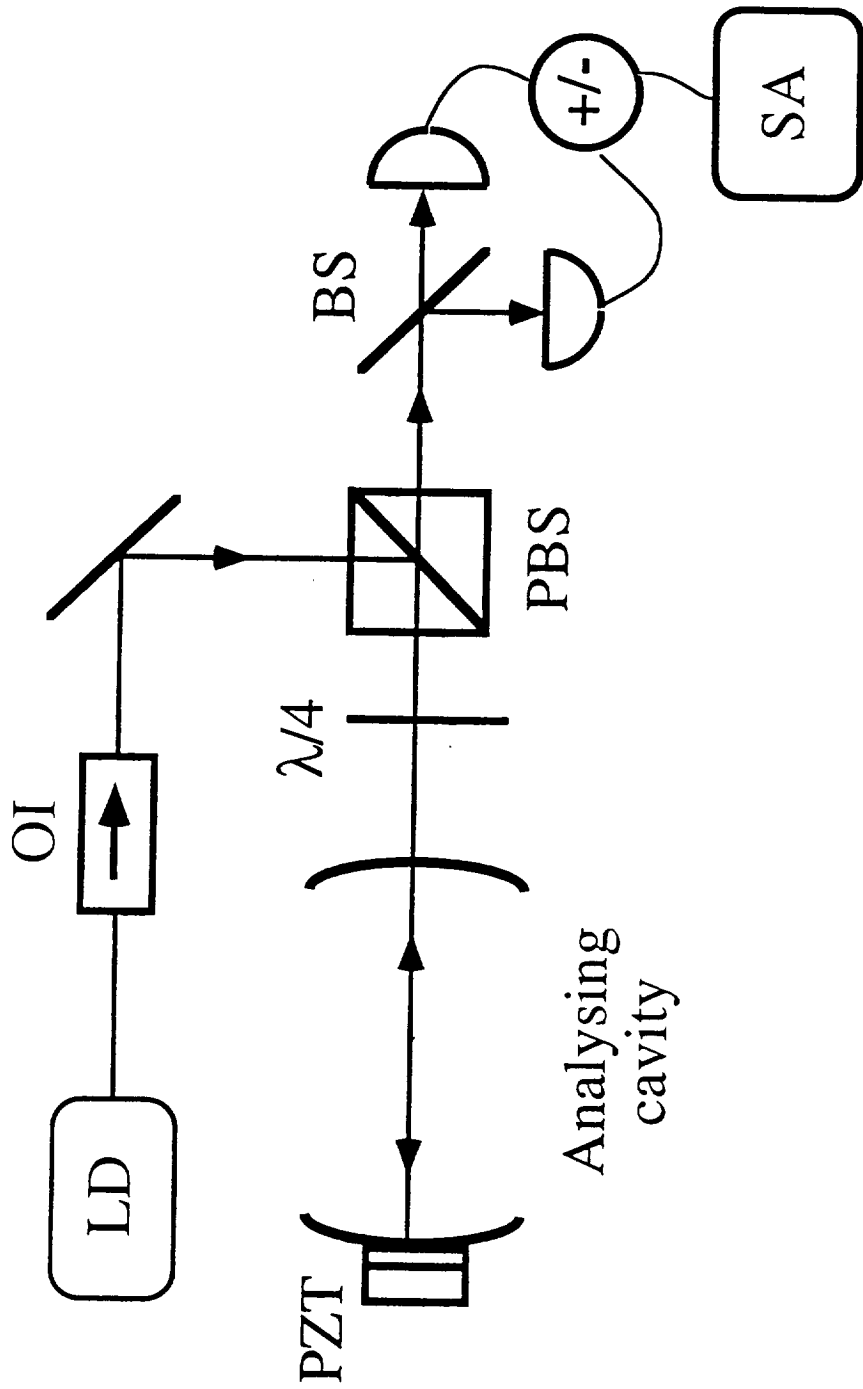 LD
OI
PZT
Analysing
cavity
λ/4
PBS
BS
+/-
SA